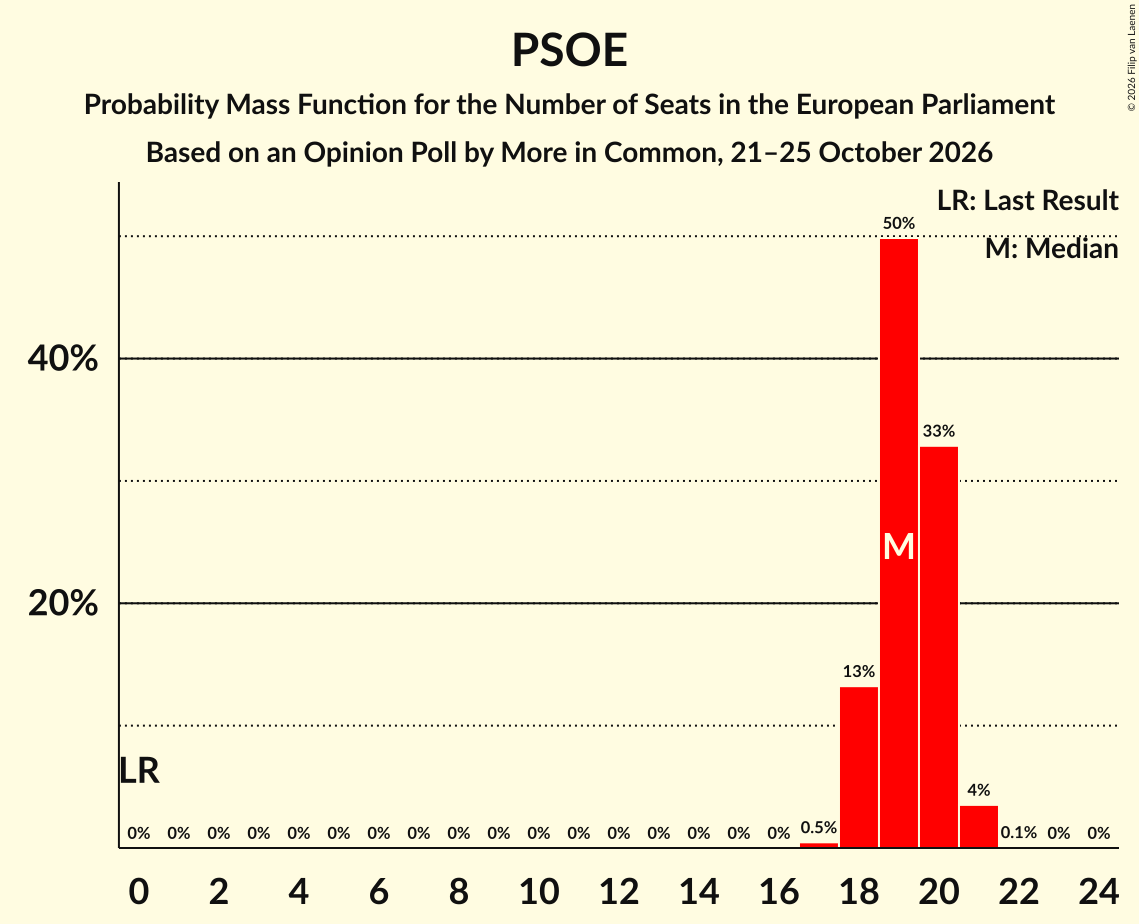 © 2026 Filip van Laenen
PSOE
Probability Mass Function for the Number of Seats in the European Parliament
Based on an Opinion Poll by More in Common, 21–25 October 2026
LR: Last Result
M: Median
50%
40%
33%
M
20%
13%
LR
4%
0% 0% 0% 0% 0% 0% 0% 0% 0% 0% 0% 0% 0% 0% 0% 0% 0% 0.5% 0.1% 0% 0%
0 2 4 6 8 10 12 14 16 18 20 22 24